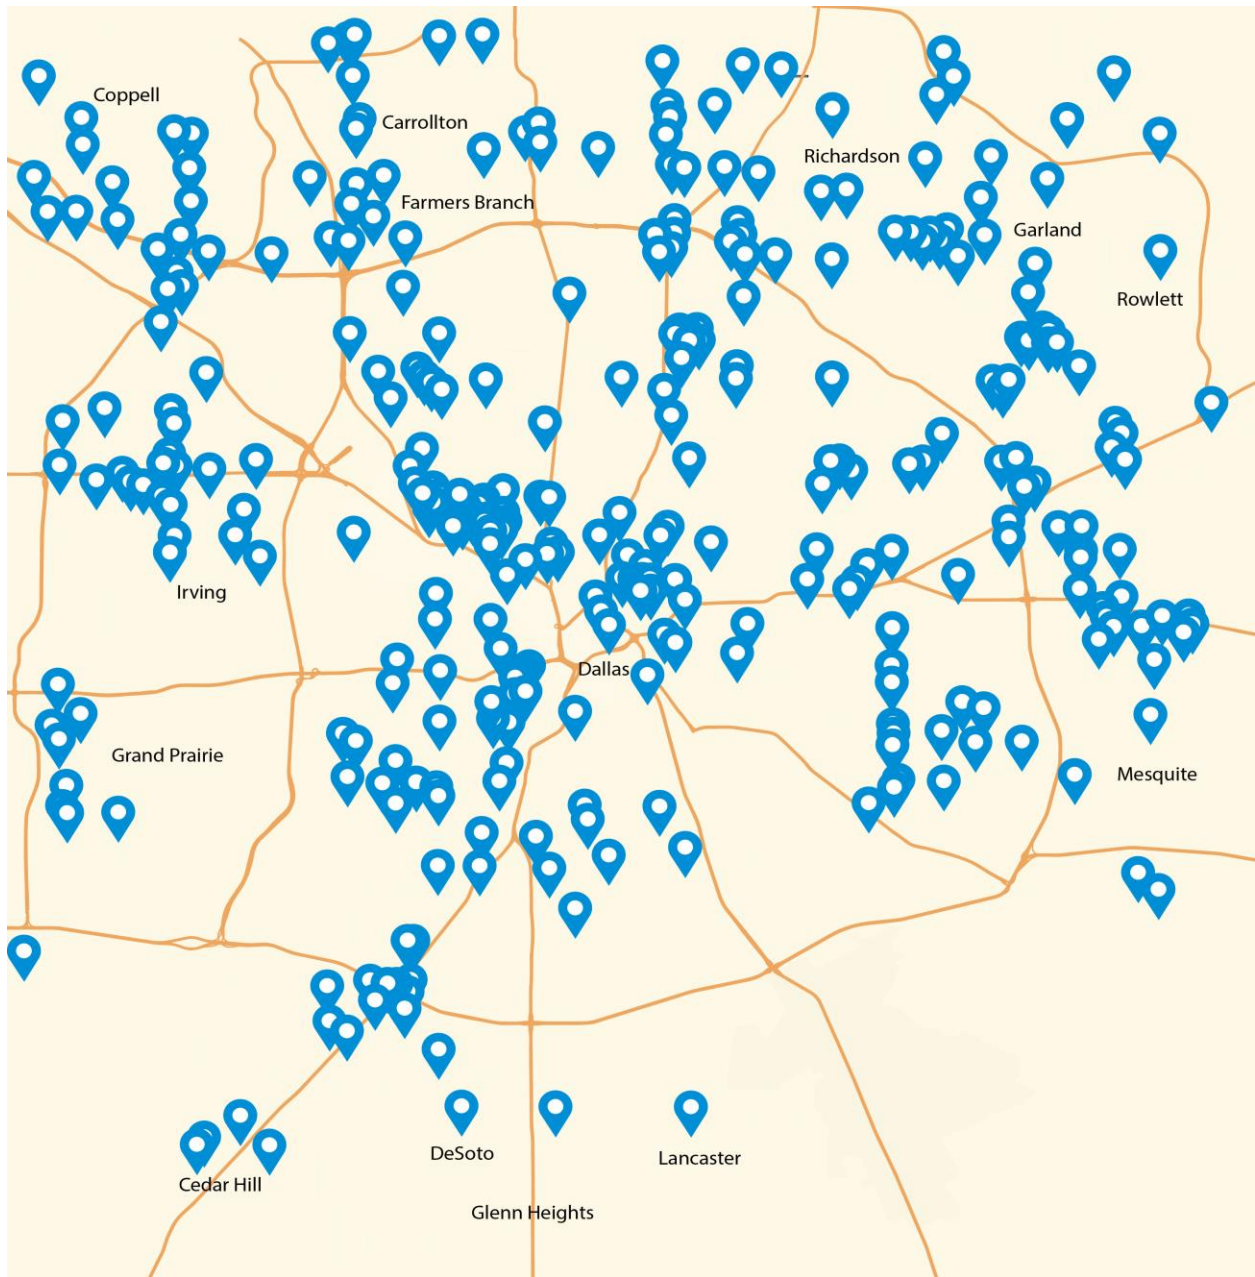 Coppell
Carrollton
Richardson
Farmers Branch
Garland
Rowlett
Irving
Dallas
Grand Prairie
Mesquite
DeSoto
Lancaster
Cedar Hill
Glenn Heights